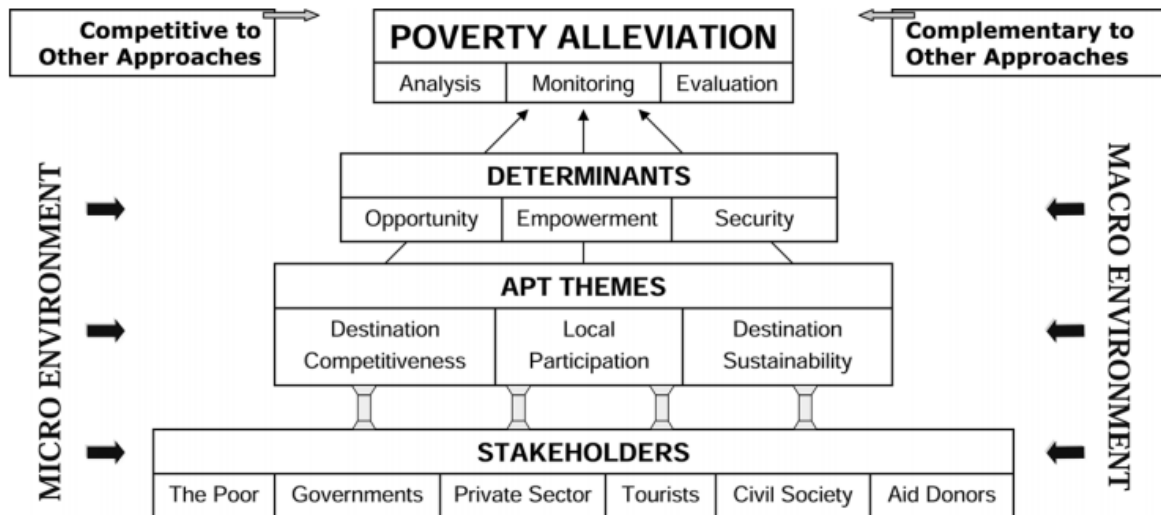 Competitive to
Other Approaches
POVERTY ALLEVIATION
Analysis Monitoring Evaluation
Complementary to
Other Approaches
MICRO ENVIRONMENT
MACRO ENVIRONMENT
DETERMINANTS
Opportunity Empowerment Security
APT THEMES
Destination
Competitiveness
Local
Participation
Destination
Sustainability
STAKEHOLDERS
The Poor Governments Private Sector Tourists Civil Society Aid Donors